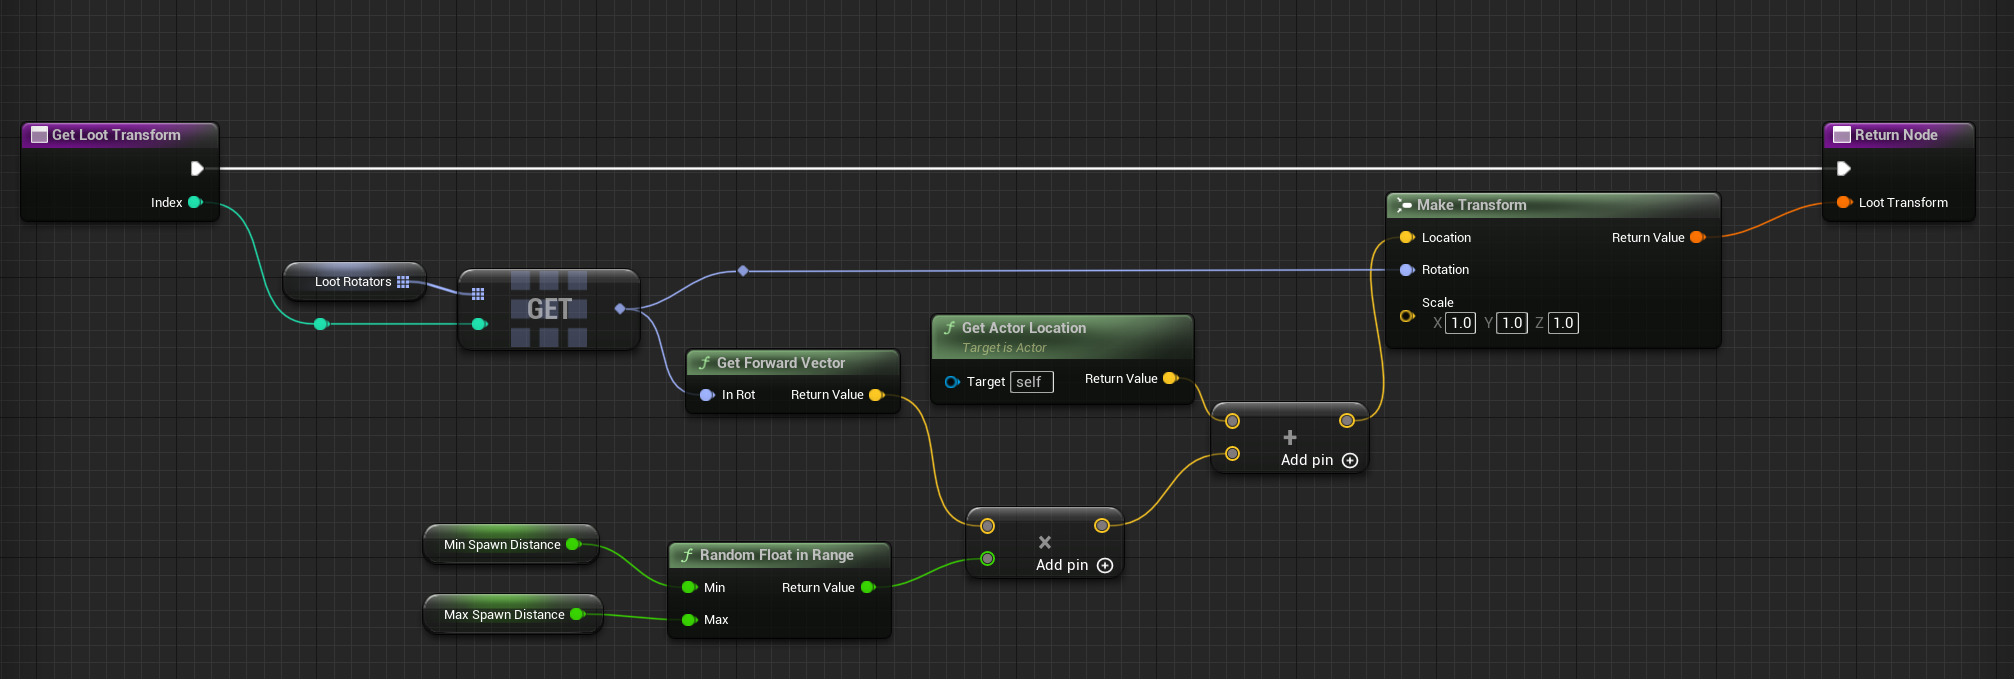 Get Loot Transform
Index
Loot Rotators
GET
Get Forward Vector
In Rot Return Value
Min Spawn Distance
Max Spawn Distance
Random Float in Range
Min Return Value
Max
Get Actor Location
Target is Actor
Target self Return Value
×
Add pin
+
Add pin
Make Transform
Location Return Value
Rotation
Scale
X 1.0 Y 1.0 Z 1.0
Return Node
Loot Transform